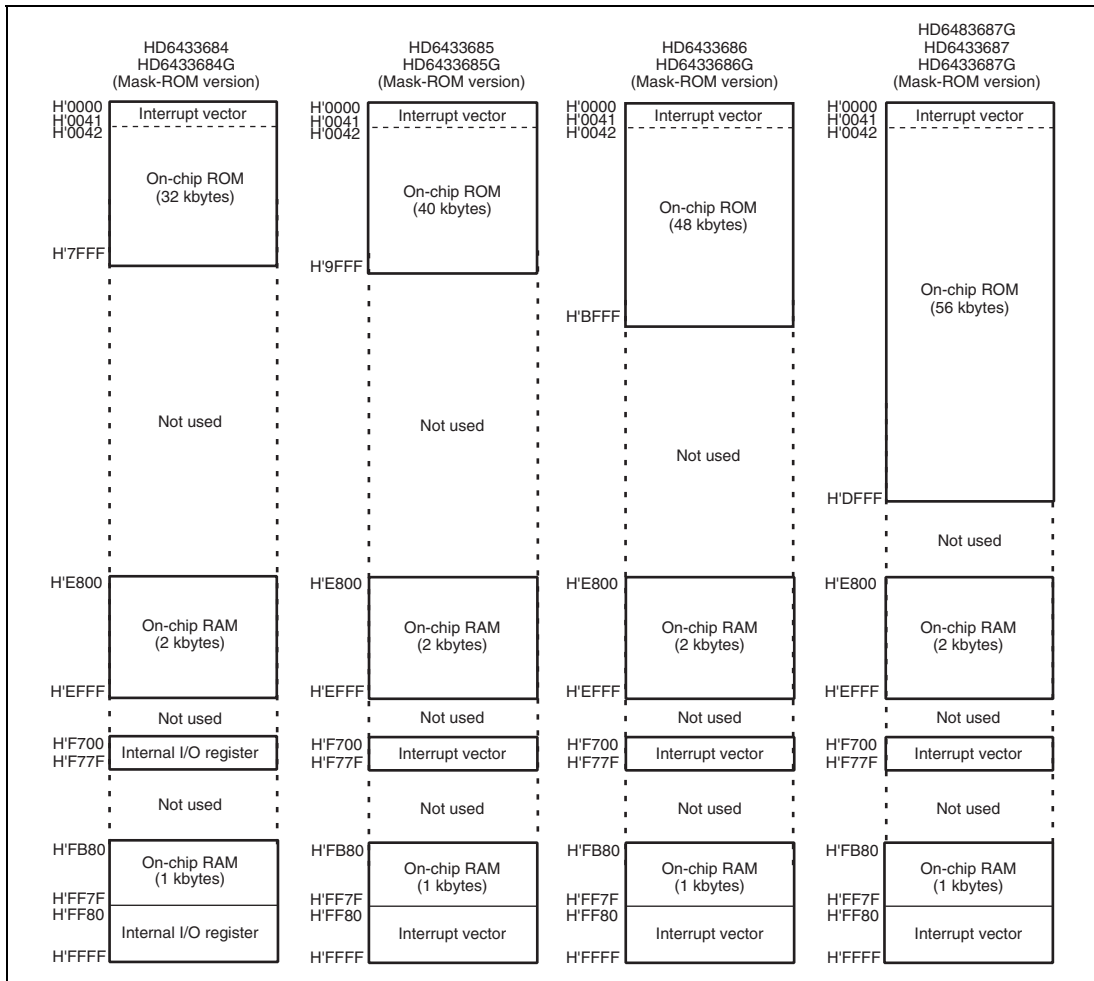 HD6433684
HD6433684G
(Mask-ROM version)
H'0000
H'0041
H'0042
Interrupt vector
On-chip ROM
(32 kbytes)
H'7FFF
Not used
H'E800
On-chip RAM
(2 kbytes)
H'EFFF
Not used
H'F700
H'F77F
Internal I/O register
Not used
H'FB80
On-chip RAM
(1 kbytes)
H'FF7F
H'FF80
Internal I/O register
H'FFFF
HD6433685
HD6433685G
(Mask-ROM version)
H'0000
H'0041
H'0042
Interrupt vector
On-chip ROM
(40 kbytes)
H'9FFF
Not used
H'E800
On-chip RAM
(2 kbytes)
H'EFFF
Not used
H'F700
H'F77F
Interrupt vector
Not used
H'FB80
On-chip RAM
(1 kbytes)
H'FF7F
H'FF80
Interrupt vector
H'FFFF
HD6433686
HD6433686G
(Mask-ROM version)
H'0000
H'0041
H'0042
Interrupt vector
On-chip ROM
(48 kbytes)
H'BFFF
Not used
H'E800
On-chip RAM
(2 kbytes)
H'EFFF
Not used
H'F700
H'F77F
Interrupt vector
Not used
H'FB80
On-chip RAM
(1 kbytes)
H'FF7F
H'FF80
Interrupt vector
H'FFFF
HD6483687G
HD6433687
HD6433687G
(Mask-ROM version)
H'0000
H'0041
H'0042
Interrupt vector
On-chip ROM
(56 kbytes)
H'DFFF
Not used
H'E800
On-chip RAM
(2 kbytes)
H'EFFF
Not used
H'F700
H'F77F
Interrupt vector
Not used
H'FB80
On-chip RAM
(1 kbytes)
H'FF7F
H'FF80
Interrupt vector
H'FFFF